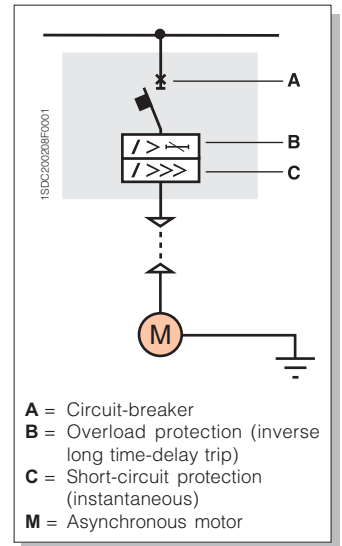 A
1SDC200208F0001
I > B
I >>> C
M
A = Circuit-breaker
B = Overload protection (inverse
long time-delay trip)
C = Short-circuit protection
(instantaneous)
M = Asynchronous motor